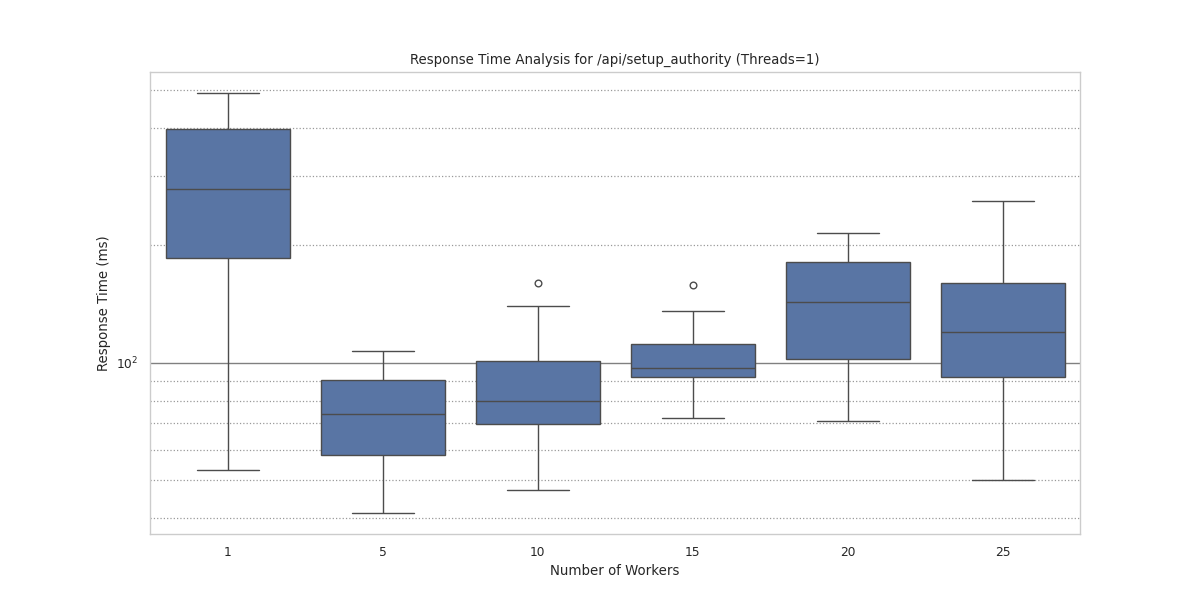 Response Time Analysis for /api/setup_authority (Threads=1)
Response Time (ms)
10²
1 5 10 15 20 25
Number of Workers